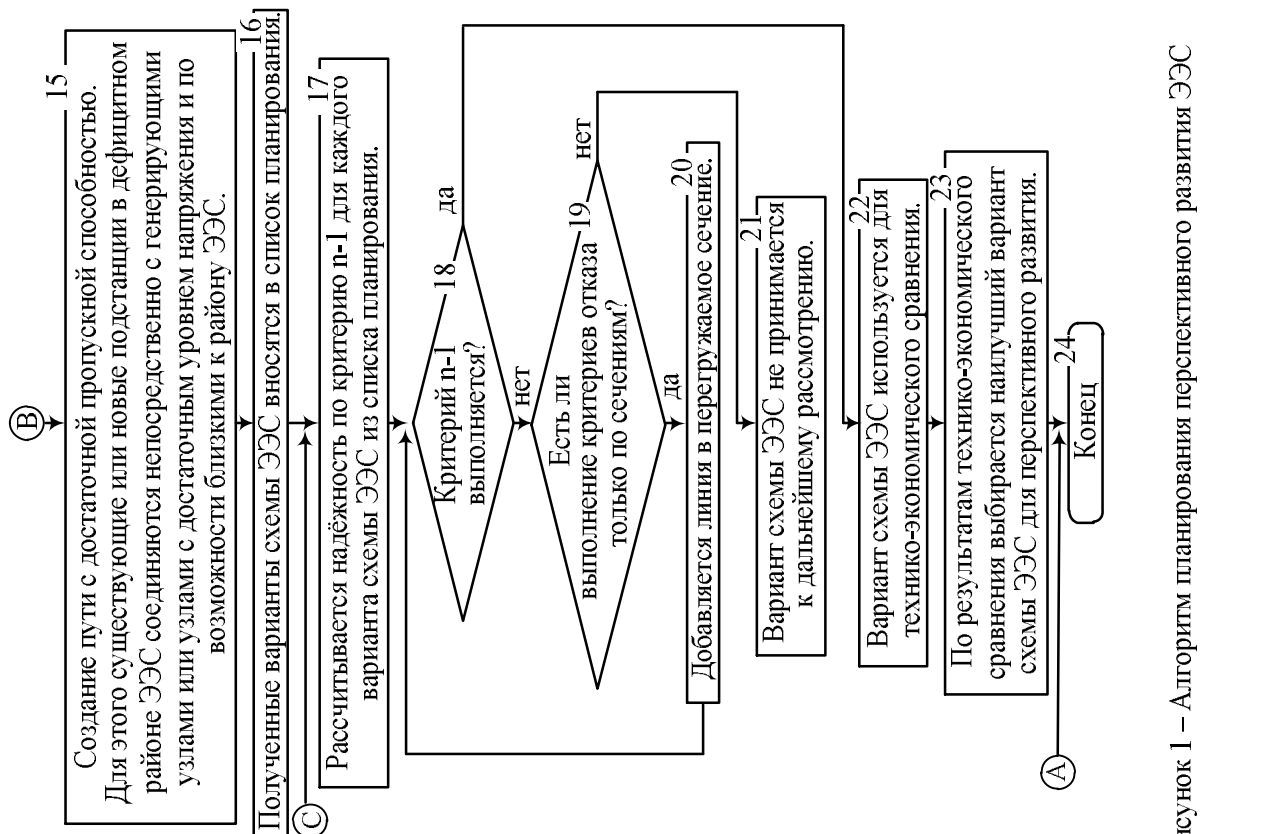 B
15
Создание пути с достаточной пропускной способностью.
Для этого существующие или новые подстанции в дефицитном
районе ЭЭС соединяются непосредственно с генерирующими
узлами или узлами с достаточным уровнем напряжения и по
возможности близкими к району ЭЭС.
16
Полученные варианты схемы ЭЭС вносятся в список планирования.
C
17
Рассчитывается надёжность по критерию n-1 для каждого
варианта схемы ЭЭС из списка планирования.
18
Критерий n-1
выполняется?
да
нет
19
Есть ли
выполнение критериев отказа
только по сечениям?
нет
да
20
Добавляется линия в перегружаемое сечение.
21
Вариант схемы ЭЭС не принимается
к дальнейшему рассмотрению.
22
Вариант схемы ЭЭС используется для
технико-экономического сравнения.
23
По результатам технико-экономического
сравнения выбирается наилучший вариант
схемы ЭЭС для перспективного развития.
A
24
Конец
исунок 1 – Алгоритм планирования перспективного развития ЭЭС